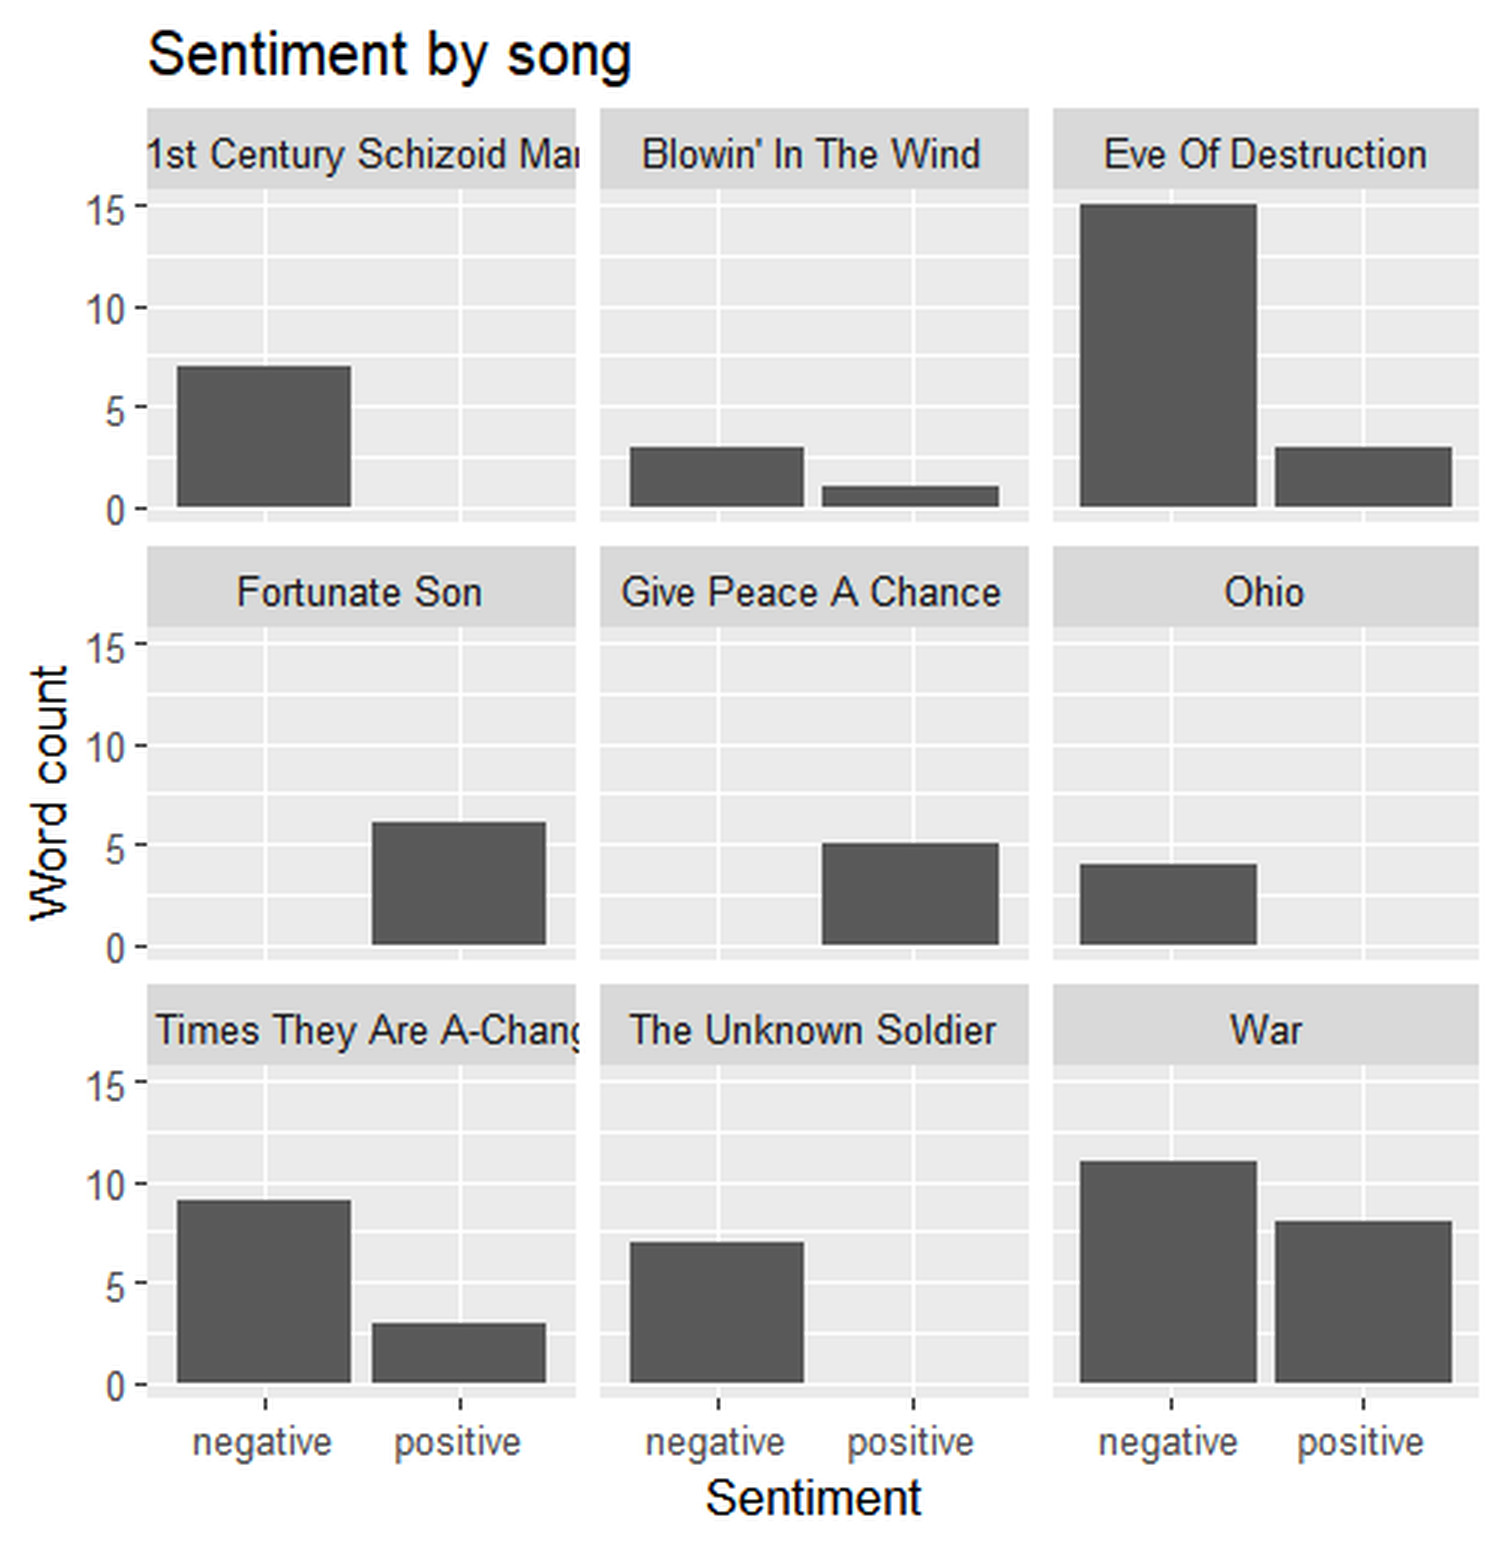 Sentiment by song
1st Century Schizoid Mar
Blowin' In The Wind
Eve Of Destruction
15
10
5
0
Fortunate Son
Give Peace A Chance
Ohio
15
10
5
0
Word count
Times They Are A-Chang
The Unknown Soldier
War
15
10
5
0
negative
positive
negative
positive
negative
positive
Sentiment